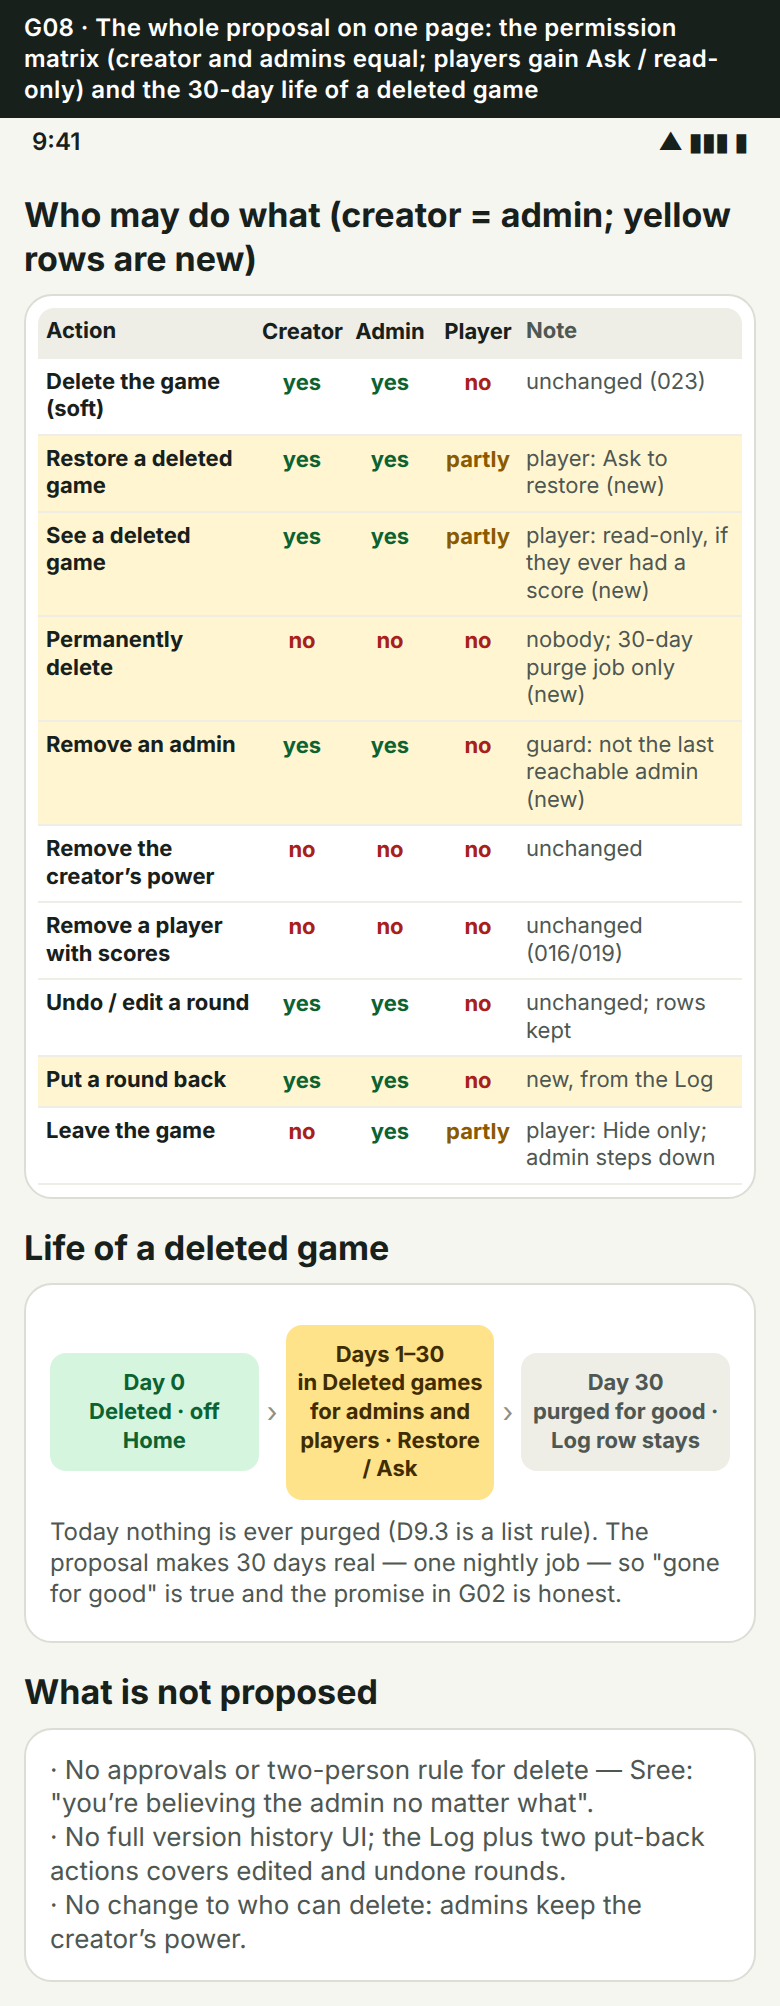 G08 · The whole proposal on one page: the permission
matrix (creator and admins equal; players gain Ask / read-
only) and the 30-day life of a deleted game
9:41
Who may do what (creator = admin; yellow
rows are new)
Action Creator Admin Player Note
Delete the game yes yes no unchanged (023)
(soft)
Restore a deleted yes yes partly player: Ask to
game restore (new)
See a deleted yes yes partly player: read-only, if
game they ever had a
score (new)
Permanently no no no nobody; 30-day
delete purge job only
(new)
Remove an admin yes yes no guard: not the last
reachable admin
(new)
Remove the no no no unchanged
creator’s power
Remove a player no no no unchanged
with scores (016/019)
Undo / edit a round yes yes no unchanged; rows
kept
Put a round back yes yes no new, from the Log
Leave the game no yes partly player: Hide only;
admin steps down
Life of a deleted game
Day 0
Deleted · off
Home
›
Days 1–30
in Deleted games
for admins and
players · Restore
/ Ask
›
Day 30
purged for good ·
Log row stays
Today nothing is ever purged (D9.3 is a list rule). The
proposal makes 30 days real — one nightly job — so "gone
for good" is true and the promise in G02 is honest.
What is not proposed
· No approvals or two-person rule for delete — Sree:
"you’re believing the admin no matter what".
· No full version history UI; the Log plus two put-back
actions covers edited and undone rounds.
· No change to who can delete: admins keep the
creator’s power.